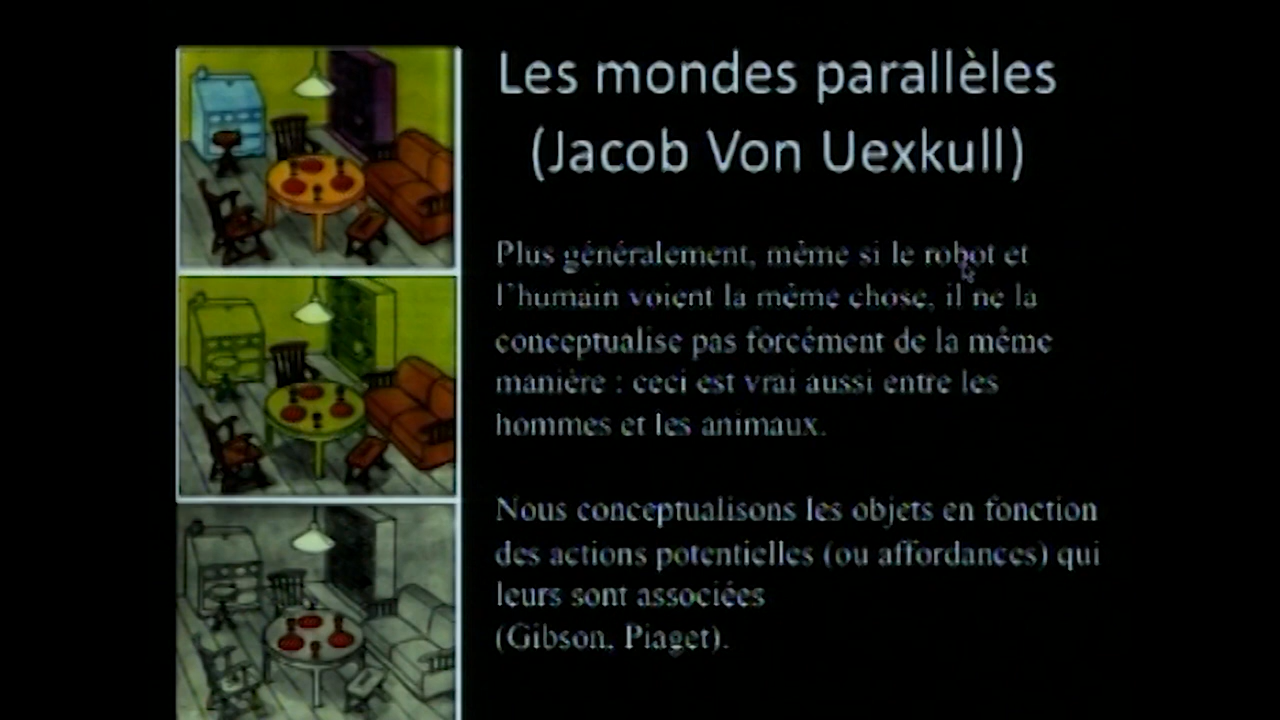 Les mondes parallèles
(Jacob Von Uexkull)
Plus généralement, même si le robot et
l'humain voient la même chose, il ne la
conceptualise pas forcément de la même
manière : ceci est vrai aussi entre les
hommes et les animaux.
Nous conceptualisons les objets en fonction
des actions potentielles (ou affordances) qui
leurs sont associées
(Gibson, Piaget).